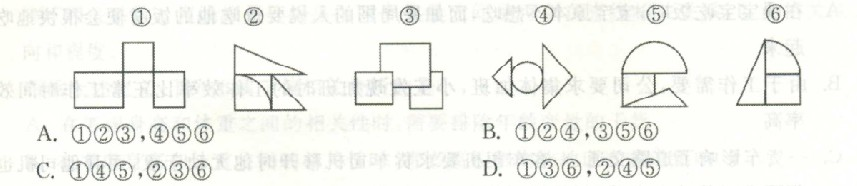 ① ② ③ ④ ⑤ ⑥
A. ①②③,④⑤⑥ B. ①②④,③⑤⑥
C. ①④⑤,②③⑥ D. ①③⑥,②④⑤